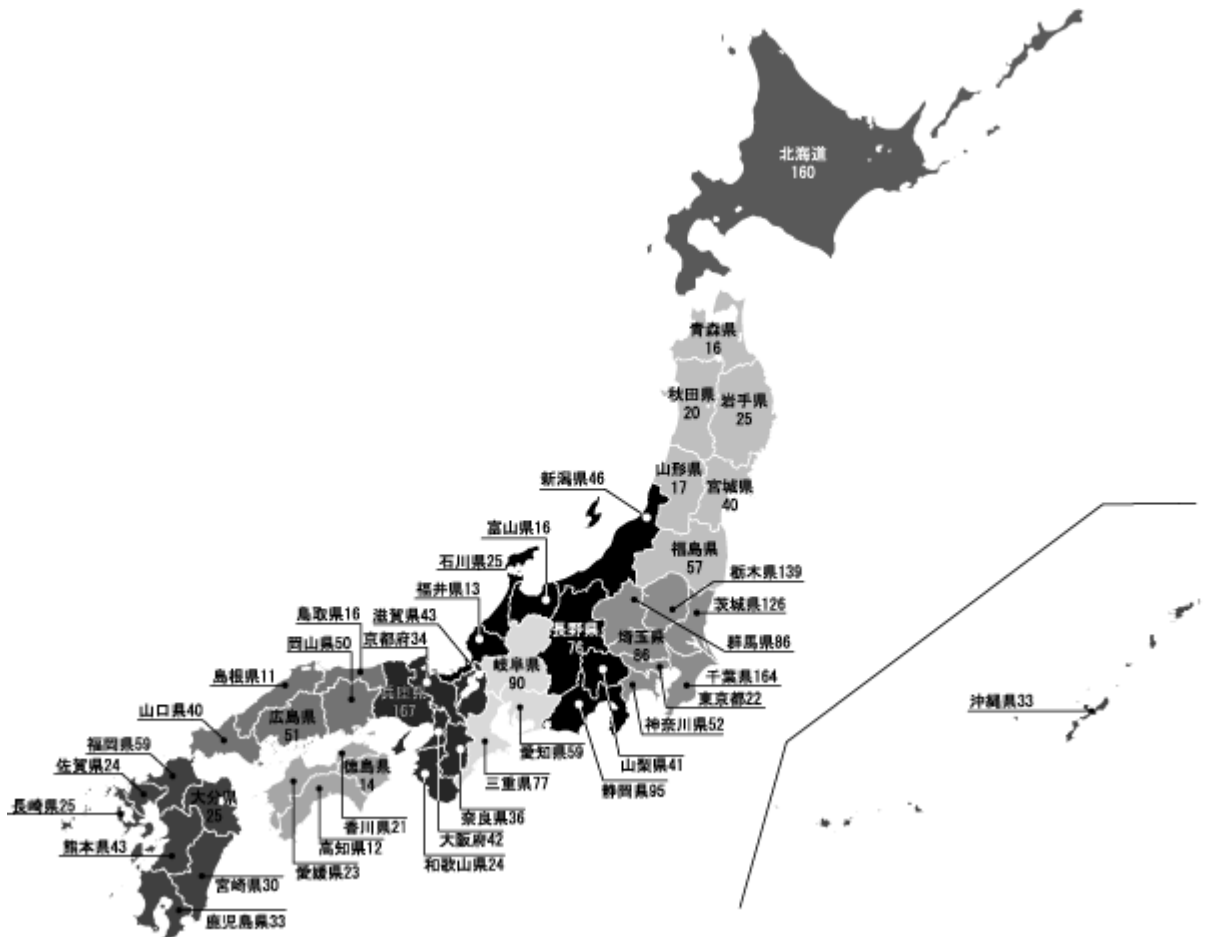 北海道
160
青森県
16
秋田県
20
岩手県
25
山形県
17
宮城県
40
新潟県46
富山県16
福島県
57
石川県25
栃木県139
福井県13
茨城県126
滋賀県43
鳥取県16
長野県
76
埼玉県
86
群馬県86
岡山県50
京都府34
岐阜県
90
島根県11
兵庫県
167
千葉県164
東京都22
沖縄県33
山口県40
広島県
51
神奈川県52
福岡県59
愛知県59
佐賀県24
徳島県
14
山梨県41
三重県77
静岡県95
長崎県25
大分県
25
奈良県36
香川県21
大阪府42
熊本県43
高知県12
和歌山県24
愛媛県23
宮崎県30
鹿児島県33